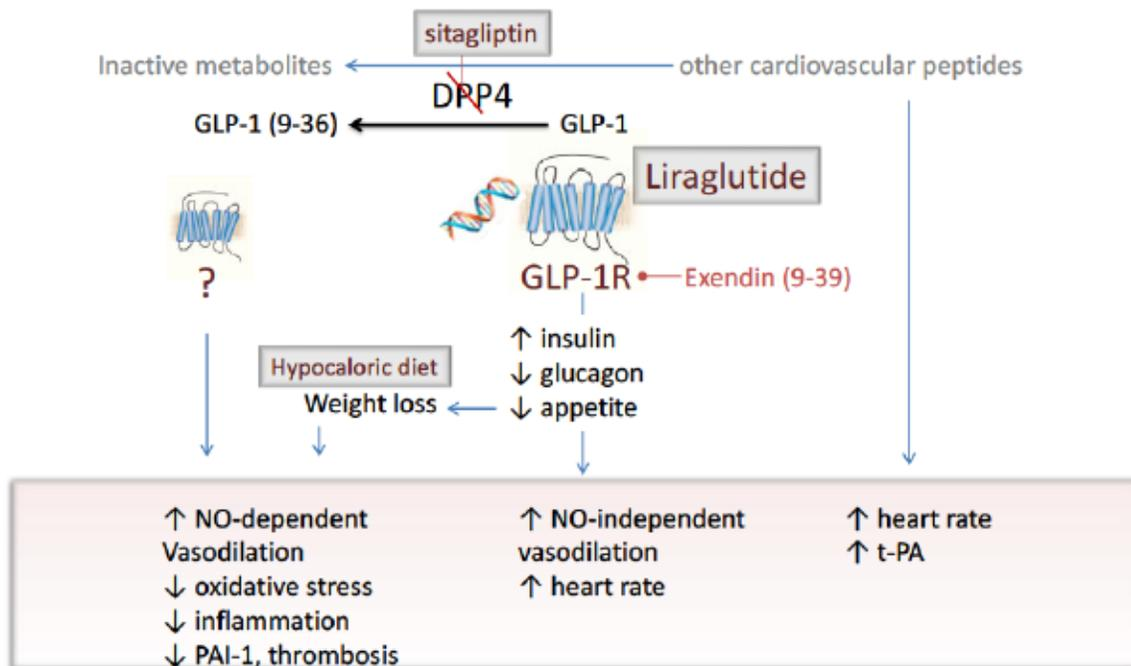 sitagliptin
Inactive metabolites
other cardiovascular peptides
DPP4
GLP-1 (9-36)
GLP-1
Liraglutide
?
GLP-1R
Exendin (9-39)
↑ insulin
↓ glucagon
↓ appetite
Hypocaloric diet
Weight loss
↑ NO-dependent
Vasodilation
↓ oxidative stress
↓ inflammation
↓ PAI-1, thrombosis
↑ NO-independent
vasodilation
↑ heart rate
↑ heart rate
↑ t-PA